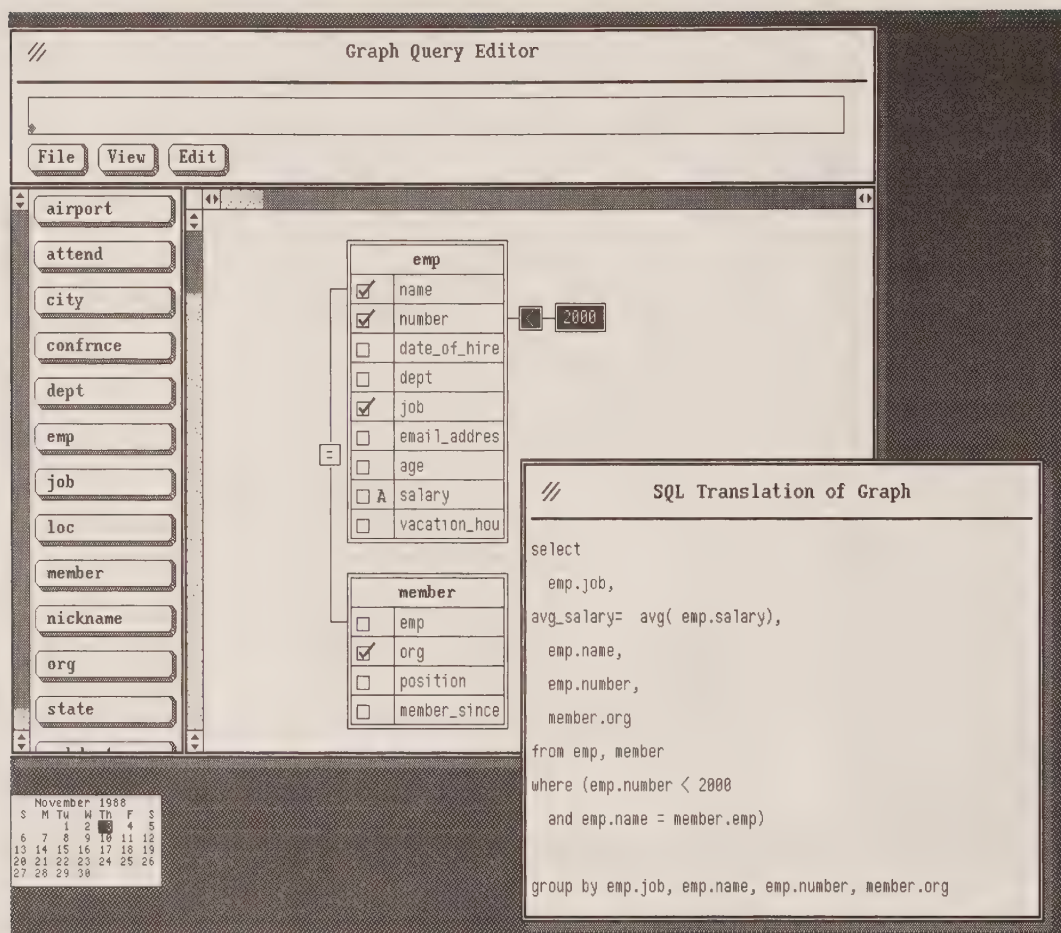 Graph Query Editor
File View Edit
airport
attend
city
confrnce
dept
emp
job
loc
member
nickname
org
state
emp
name
number < 2000
date_of_hire
dept
job
email_addres
age
A salary
vacation_hou
=
member
emp
org
position
member_since
SQL Translation of Graph
select
emp.job,
avg_salary= avg( emp.salary),
emp.name,
emp.number,
member.org
from emp, member
where (emp.number < 2000
and emp.name = member.emp)
group by emp.job, emp.name, emp.number, member.org
November 1988
S M Tu W Th F S
1 2 3 4 5
6 7 8 9 10 11 12
13 14 15 16 17 18 19
20 21 22 23 24 25 26
27 28 29 30